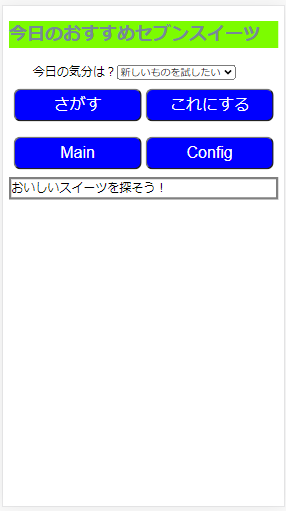 今日のおすすめセブンスイーツ
今日の気分は？ 新しいものを試したい
さがす これにする
Main Config
おいしいスイーツを探そう！